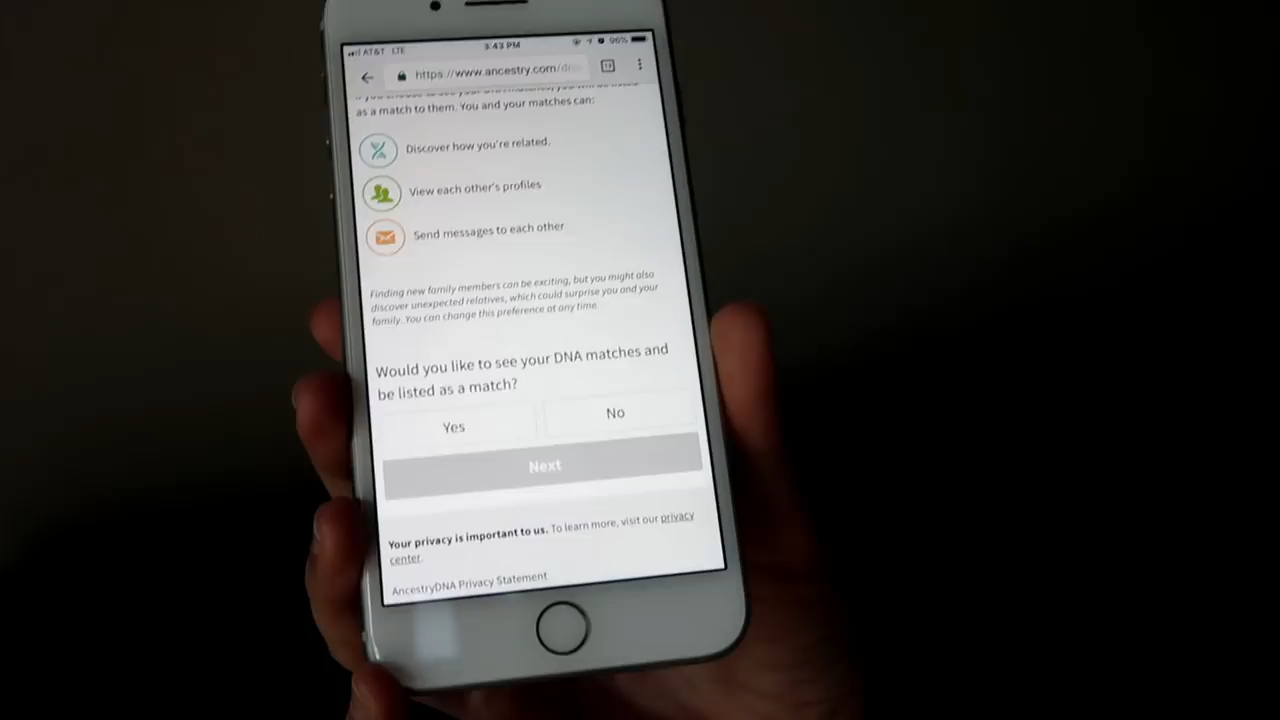 AT&T LTE 3:43 PM 96%
https://www.ancestry.com/d 13
as a match to them. You and your matches can:
Discover how you're related.
View each other's profiles
Send messages to each other
Finding new family members can be exciting, but you might also
discover unexpected relatives, which could surprise you and your
family. You can change this preference at any time.
Would you like to see your DNA matches and
be listed as a match?
Yes No
Next
Your privacy is important to us. To learn more, visit our privacy
center.
AncestryDNA Privacy Statement